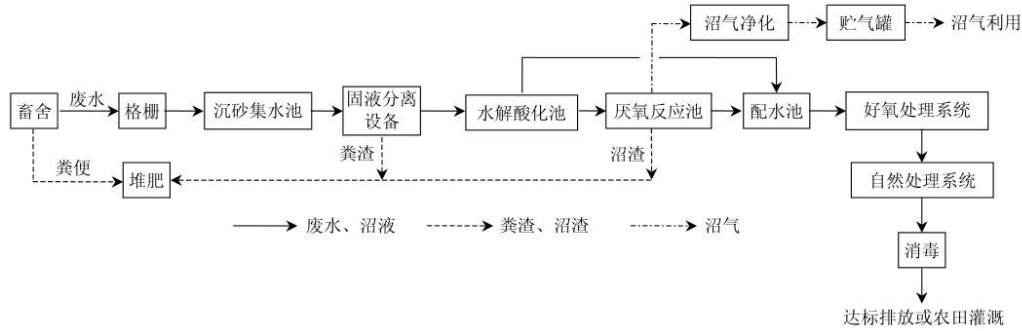 沼气净化
贮气罐
沼气利用
畜舍
废水
格栅
沉砂集水池
固液分离
设备
水解酸化池
厌氧反应池
配水池
好氧处理系统
粪便
堆肥
粪渣
沼渣
自然处理系统
废水、沼液
粪渣、沼渣
沼气
消毒
达标排放或农田灌溉